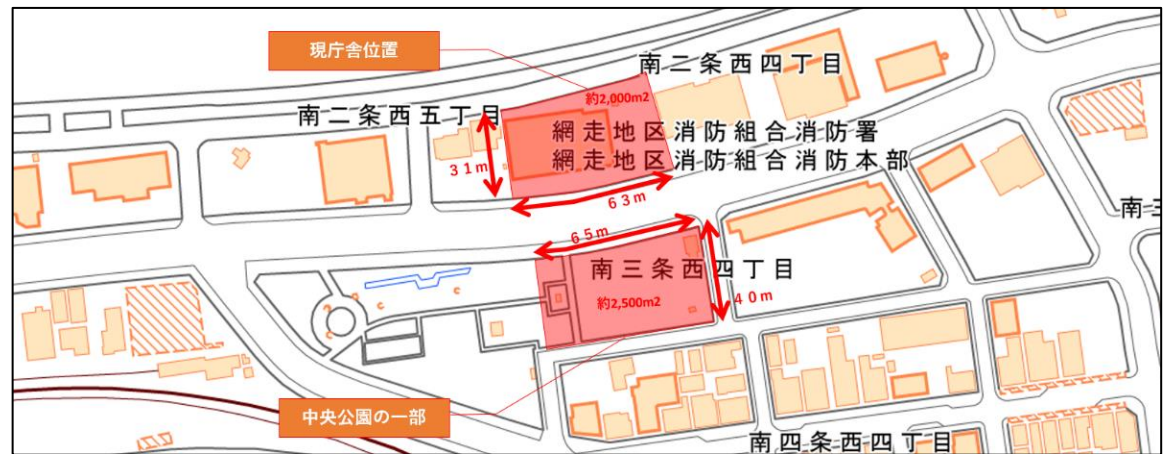 現庁舎位置
南二条西四丁目
約2,000m2
南二条西五丁目
網走地区消防組合消防署
網走地区消防組合消防本部
31m
63m
65m
南三
南三条西四丁目
約2,500m2
40m
中央公園の一部
南四条西四丁目